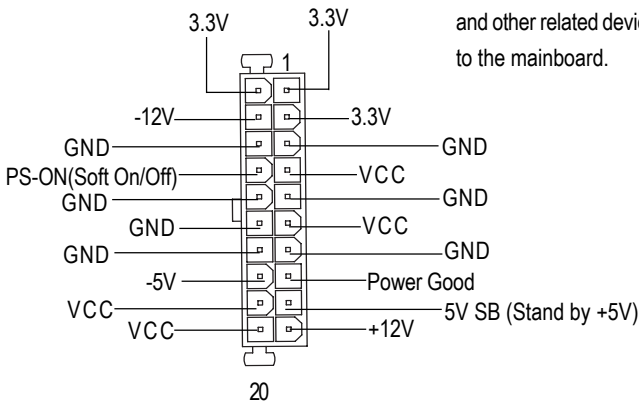 3.3V 3.3V
and other related devic
to the mainboard.
1
-12V 3.3V
GND GND
PS-ON(Soft On/Off) VCC
GND GND
GND VCC
GND GND
-5V Power Good
VCC 5V SB (Stand by +5V)
VCC +12V
20